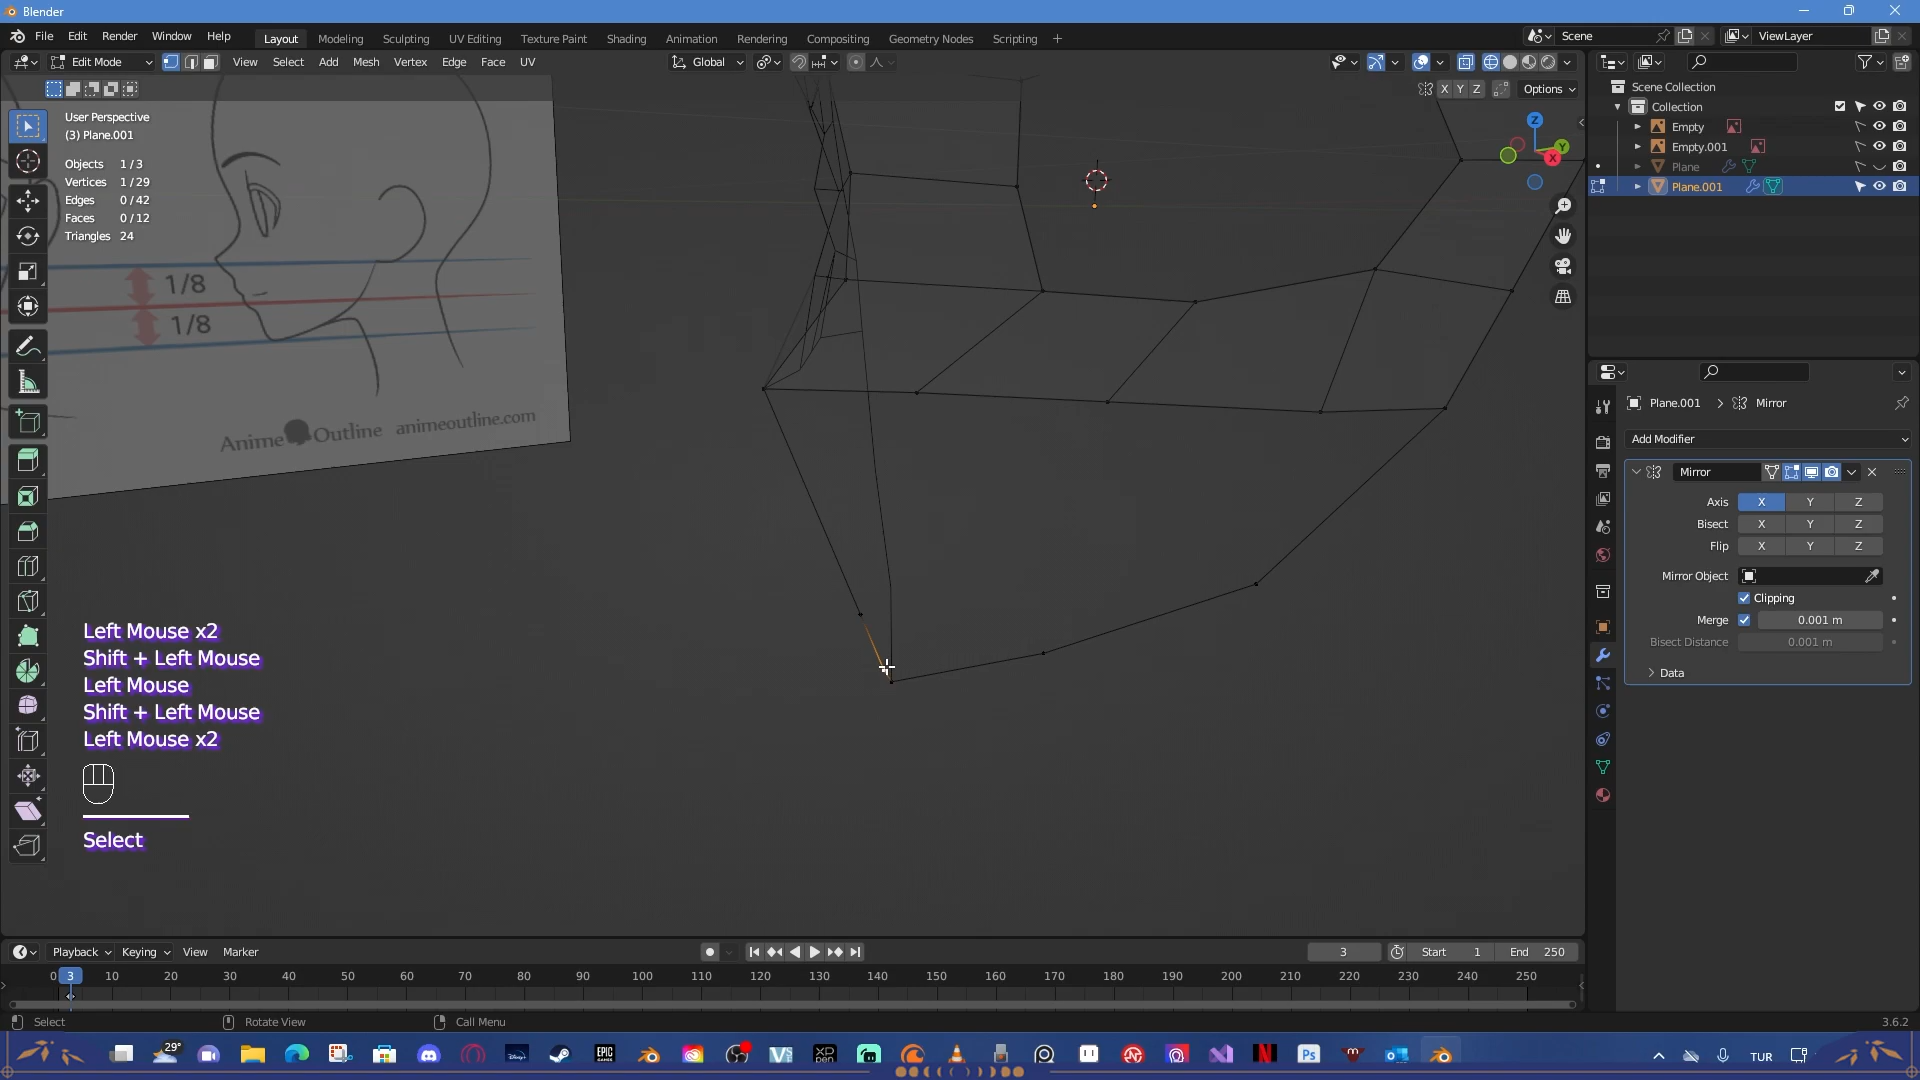 Blender
File Edit Render Window Help
Layout Modeling Sculpting UV Editing Texture Paint Shading Animation Rendering Compositing Geometry Nodes Scripting +
Scene
ViewLayer
Edit Mode View Select Add Mesh Vertex Edge Face UV
Global
X Y Z Options
User Perspective
(3) Plane.001
Objects 1/3
Vertices 1/29
Edges 0/42
Faces 0/12
Triangles 24
1/8
1/8
Anime Outline animeoutline.com
Z
Y
X
Left Mouse x2
Shift + Left Mouse
Left Mouse
Shift + Left Mouse
Left Mouse x2
Select
Scene Collection
Collection
Empty
Empty.001
Plane
Plane.001
Plane.001 > Mirror
Add Modifier
Mirror
Axis X Y Z
Bisect X Y Z
Flip X Y Z
Mirror Object
Clipping
Merge 0.001 m
Bisect Distance 0.001 m
> Data
Playback Keying View Marker
3 Start 1 End 250
0 3 10 20 30 40 50 60 70 80 90 100 110 120 130 140 150 160 170 180 190 200 210 220 230 240 250
Select Rotate View Call Menu
3.6.2
29°
EPIC GAMES
XP PEN
Ps
TUR